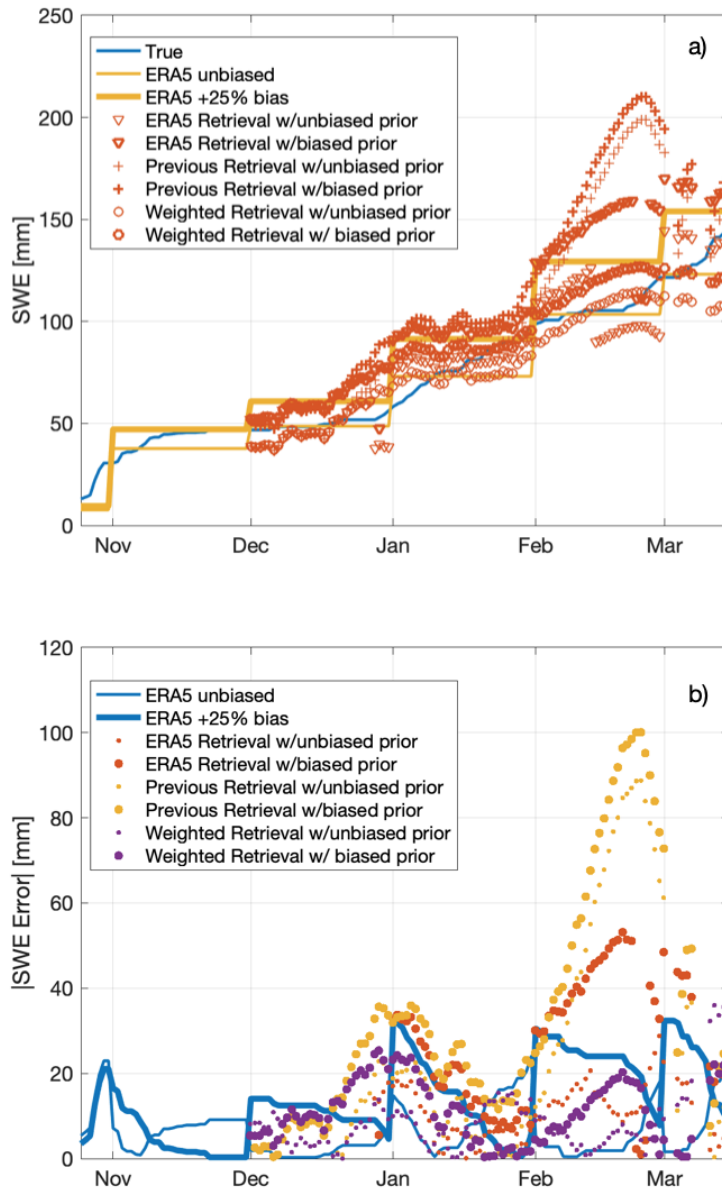 250
200
150
100
50
0
SWE [mm]
a)
True
ERA5 unbiased
ERA5 +25% bias
ERA5 Retrieval w/unbiased prior
ERA5 Retrieval w/biased prior
Previous Retrieval w/unbiased prior
Previous Retrieval w/biased prior
Weighted Retrieval w/unbiased prior
Weighted Retrieval w/ biased prior
Nov Dec Jan Feb Mar
120
100
80
60
40
20
0
|SWE Error| [mm]
b)
ERA5 unbiased
ERA5 +25% bias
ERA5 Retrieval w/unbiased prior
ERA5 Retrieval w/biased prior
Previous Retrieval w/unbiased prior
Previous Retrieval w/biased prior
Weighted Retrieval w/unbiased prior
Weighted Retrieval w/ biased prior
Nov Dec Jan Feb Mar